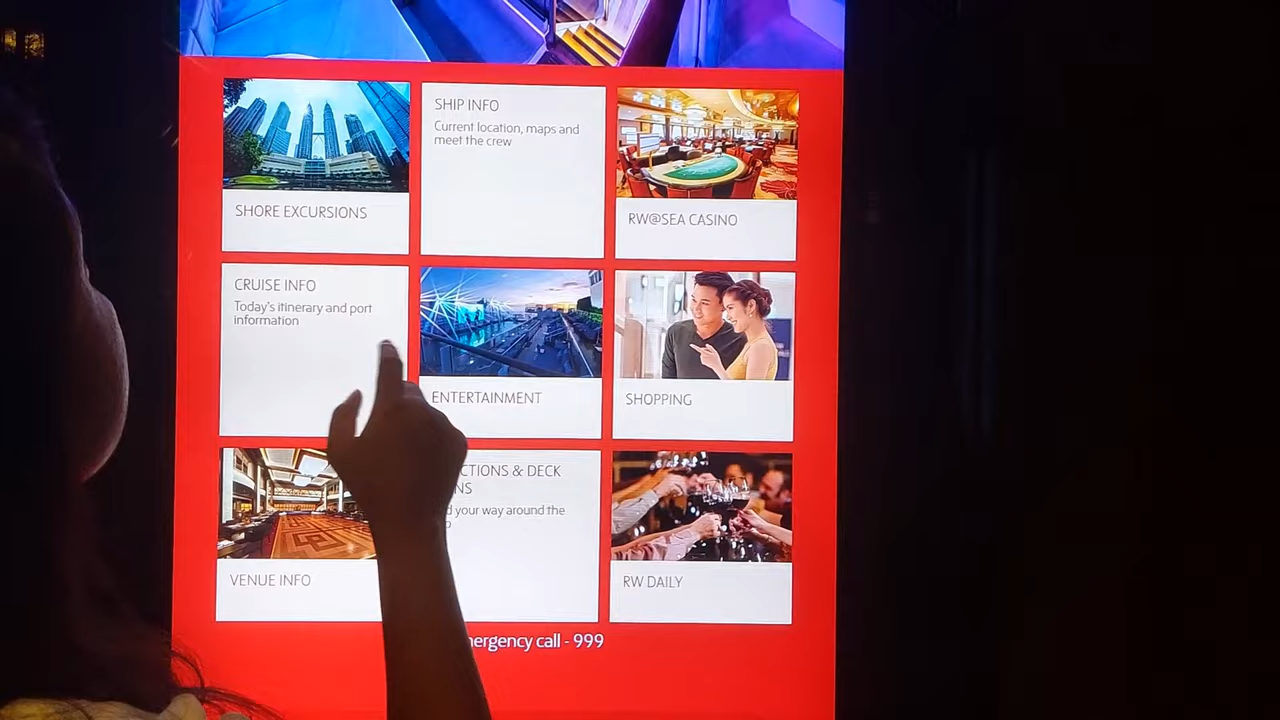 SHIP INFO
Current location, maps and
meet the crew
SHORE EXCURSIONS
RW@SEA CASINO
CRUISE INFO
Today's itinerary and port
information
ENTERTAINMENT
SHOPPING
CTIONS & DECK
NS
d your way around the
VENUE INFO
RW DAILY
mergency call - 999